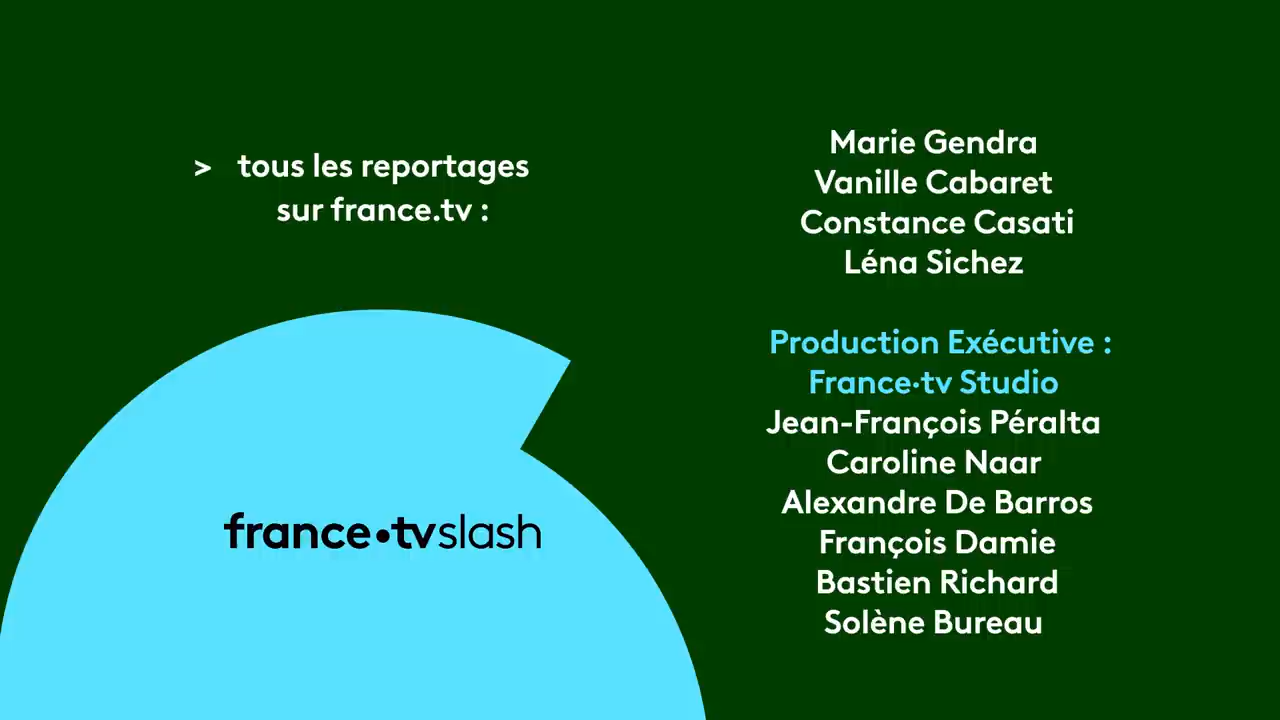 > tous les reportages
sur france.tv :
france•tvslash
Marie Gendra
Vanille Cabaret
Constance Casati
Léna Sichez
Production Exécutive :
France•tv Studio
Jean-François Péralta
Caroline Naar
Alexandre De Barros
François Damie
Bastien Richard
Solène Bureau